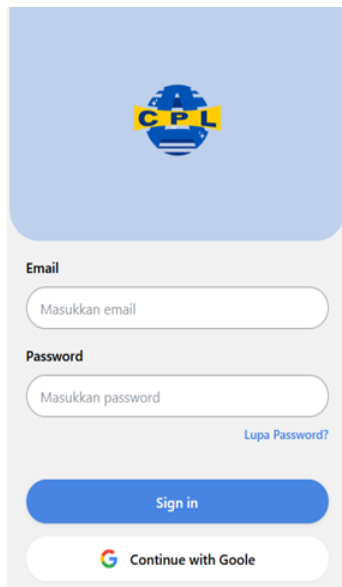 CPL
Email
Masukkan email
Password
Masukkan password
Lupa Password?
Sign in
Continue with Goole